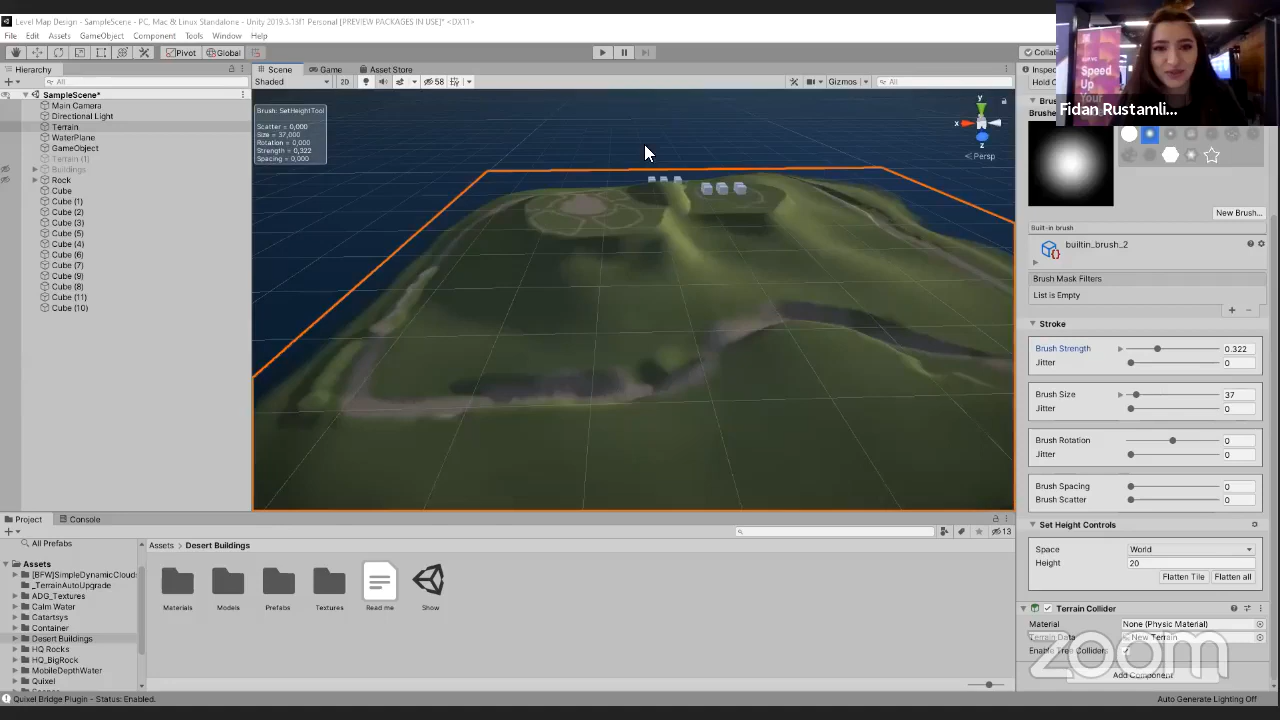 Level Map Design - SampleScene - PC, Mac & Linux Standalone - Unity 2019.3.13f1 Personal [PREVIEW PACKAGES IN USE]* <DX11>
File Edit Assets GameObject Component Tools Window Help
Pivot Global Collab
Hierarchy
All
SampleScene*
Main Camera
Directional Light
Terrain
WaterPlane
GameObject
Terrain (1)
Buildings
Rock
Cube
Cube (1)
Cube (2)
Cube (3)
Cube (5)
Cube (4)
Cube (6)
Cube (7)
Cube (9)
Cube (8)
Cube (11)
Cube (10)
Scene Game Asset Store
Shaded 2D 58 Gizmos All
Brush: SetHeightTool
Scatter = 0,000
Size = 37,000
Rotation = 0,000
Strength = 0,322
Spacing = 0,000
y
x
z
Persp
Speed
Up
Your
Fidan Rustamli...
New Brush...
Built-in brush
builtin_brush_2
Brush Mask Filters
List is Empty
Stroke
Brush Strength 0.322
Jitter 0
Brush Size 37
Jitter 0
Brush Rotation 0
Jitter 0
Brush Spacing 0
Brush Scatter 0
Set Height Controls
Space World
Height 20
Flatten Tile Flatten all
Terrain Collider
Material None (Physic Material)
Terrain Data New Terrain
Enable Tree Colliders
Add Component
zoom
Project Console
13
All Prefabs
Assets
[BFW]SimpleDynamicClouds
_TerrainAutoUpgrade
ADG_Textures
Calm Water
Catartsys
Container
Desert Buildings
HQ Rocks
HQ_BigRock
MobileDepthWater
Quixel
Assets > Desert Buildings
Materials Models Prefabs Textures Read me Show
Quixel Bridge Plugin - Status: Enabled.
Auto Generate Lighting Off